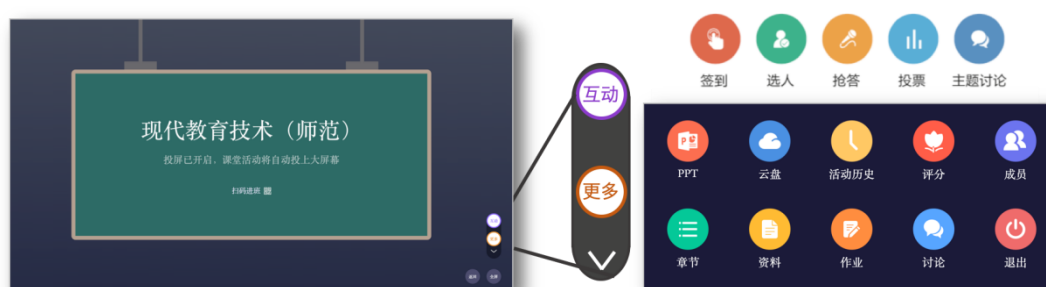 现代教育技术（师范）
投屏已开启，课堂活动将自动投上大屏幕
扫码进班
互动
更多
签到 选人 抢答 投票 主题讨论
PPT 云盘 活动历史 评分 成员
章节 资料 作业 讨论 退出